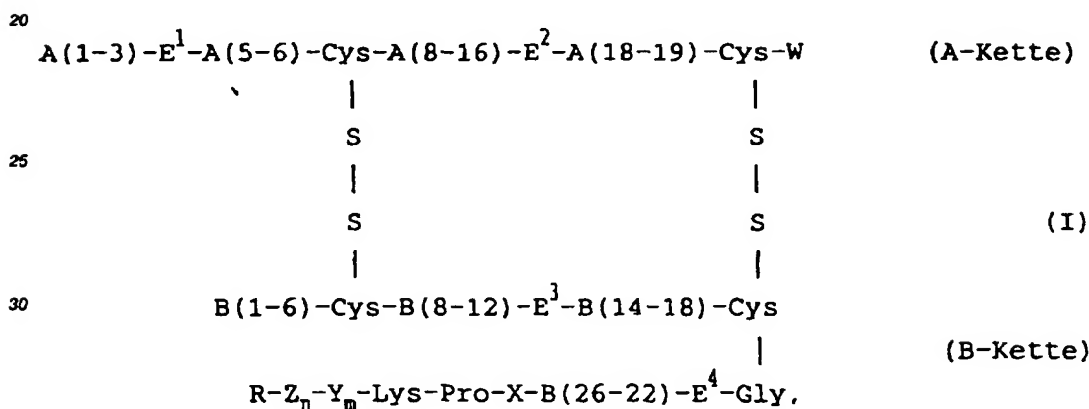 20
A(1-3)-E¹-A(5-6)-Cys-A(8-16)-E²-A(18-19)-Cys-W (A-Kette)
| |
S S
25
| |
S S (I)
| |
30 B(1-6)-Cys-B(8-12)-E³-B(14-18)-Cys
| (B-Kette)
R-Zₙ-Yₘ-Lys-Pro-X-B(26-22)-E⁴-Gly,